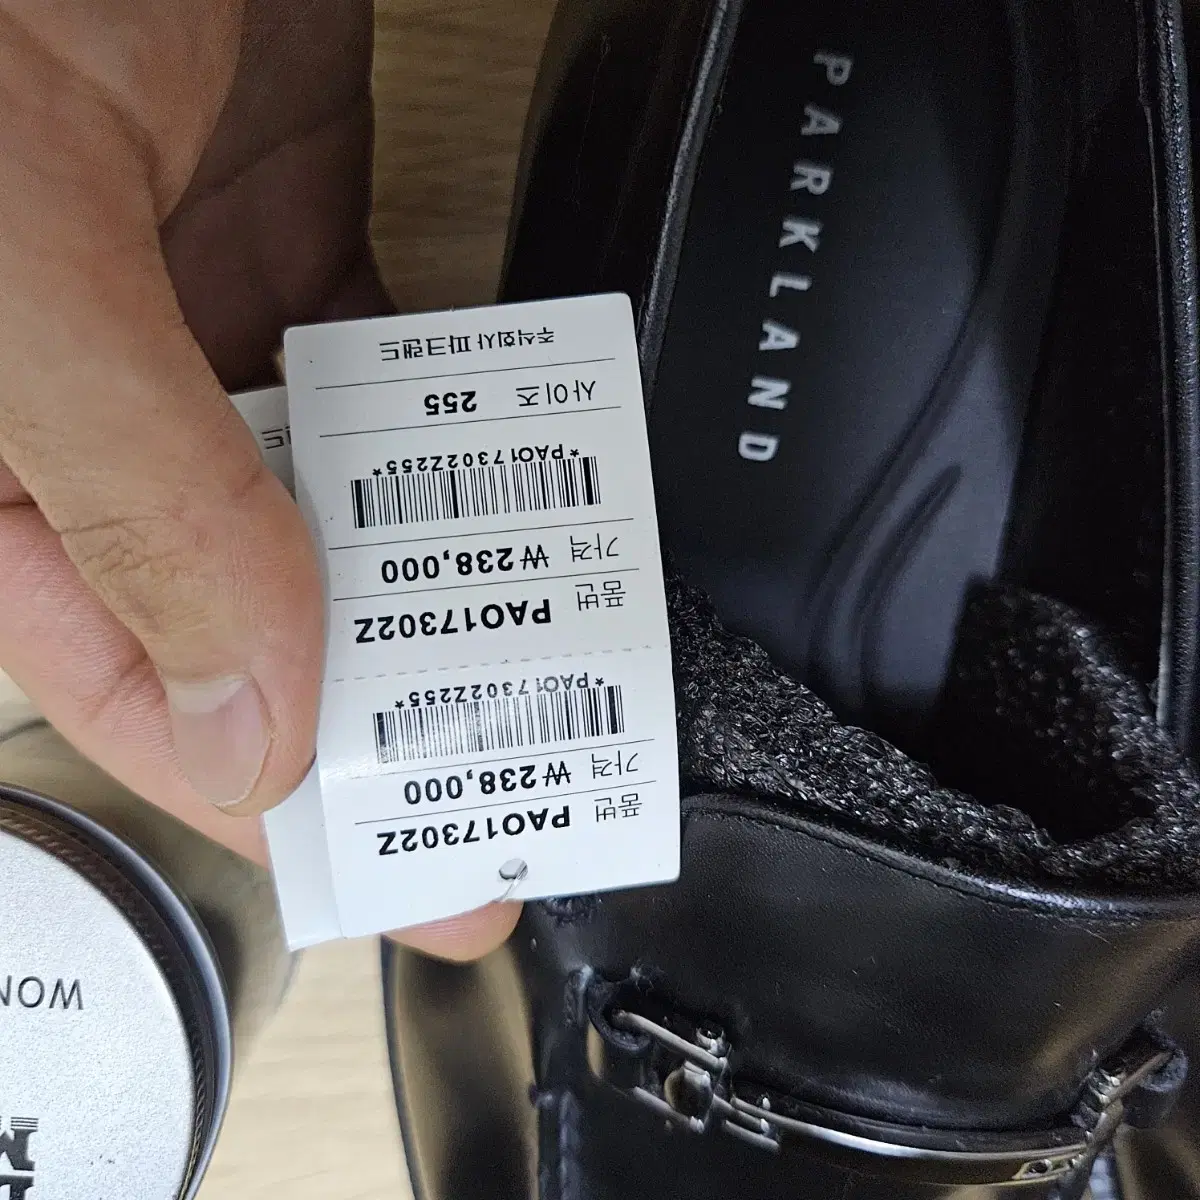 PARKLAND
품번 PAO17302Z
가격 ₩238,000
*PAO17302Z255*
품번 PAO17302Z
가격 ₩238,000
*PAO17302Z255*
사이즈 255
주식회사 파크랜드